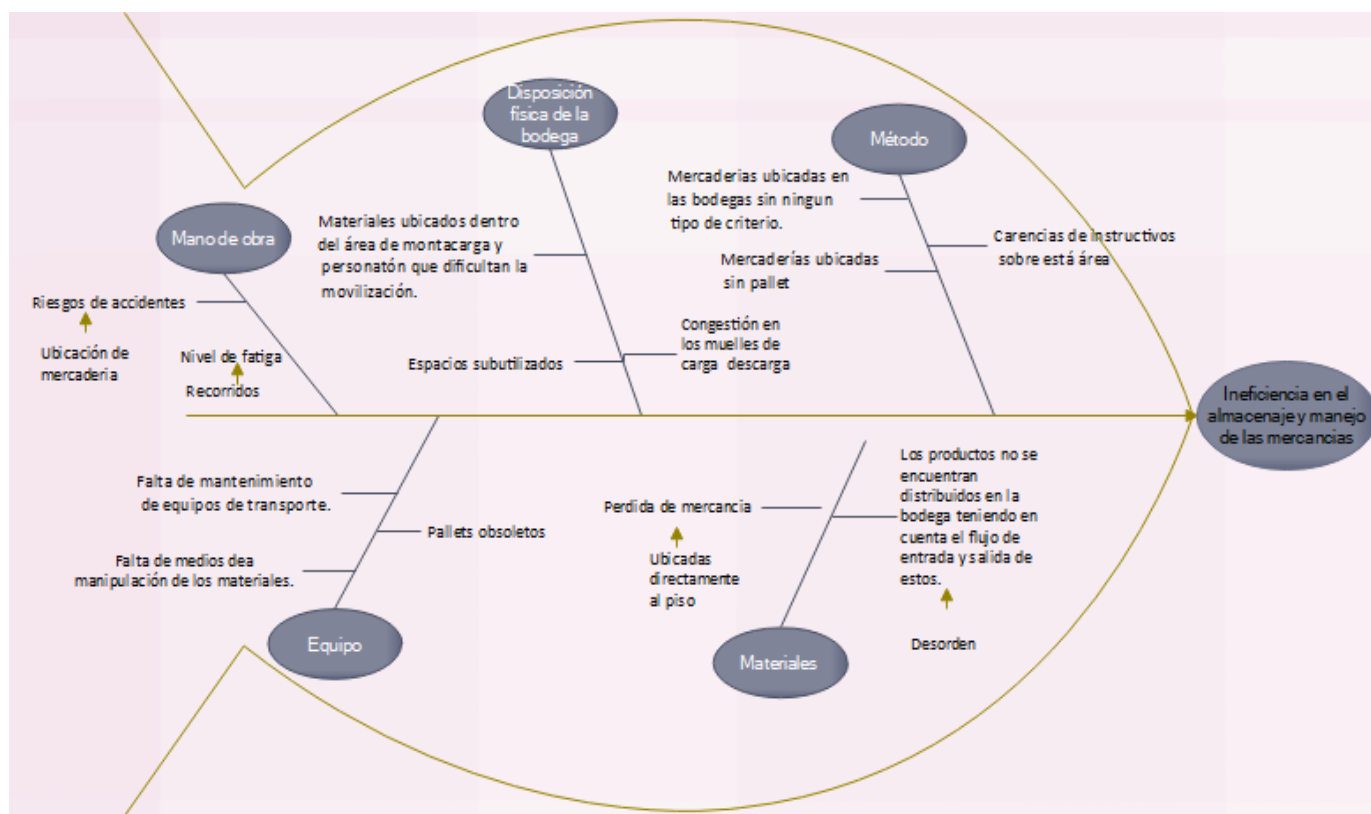 Disposición
física de la
bodega
Método
Mercaderias ubicadas en
las bodegas sin ningun
tipo de criterio.
Mano de obra
Materiales ubicados dentro
del área de montacarga y
personatón que dificultan la
movilización.
Mercaderías ubicadas
sin pallet
Carencias de instructivos
sobre está área
Riesgos de accidentes
Ubicación de
mercaderia
Nivel de fatiga
Recorridos
Espacios subutilizados
Congestión en
los muelles de
carga descarga
Ineficiencia en el
almacenaje y manejo
de las mercancias
Falta de mantenimiento
de equipos de transporte.
Pallets obsoletos
Falta de medios dea
manipulación de los materiales.
Equipo
Perdida de mercancia
Ubicadas
directamente
al piso
Los productos no se
encuentran
distribuidos en la
bodega teniendo en
cuenta el flujo de
entrada y salida de
estos.
Desorden
Materiales